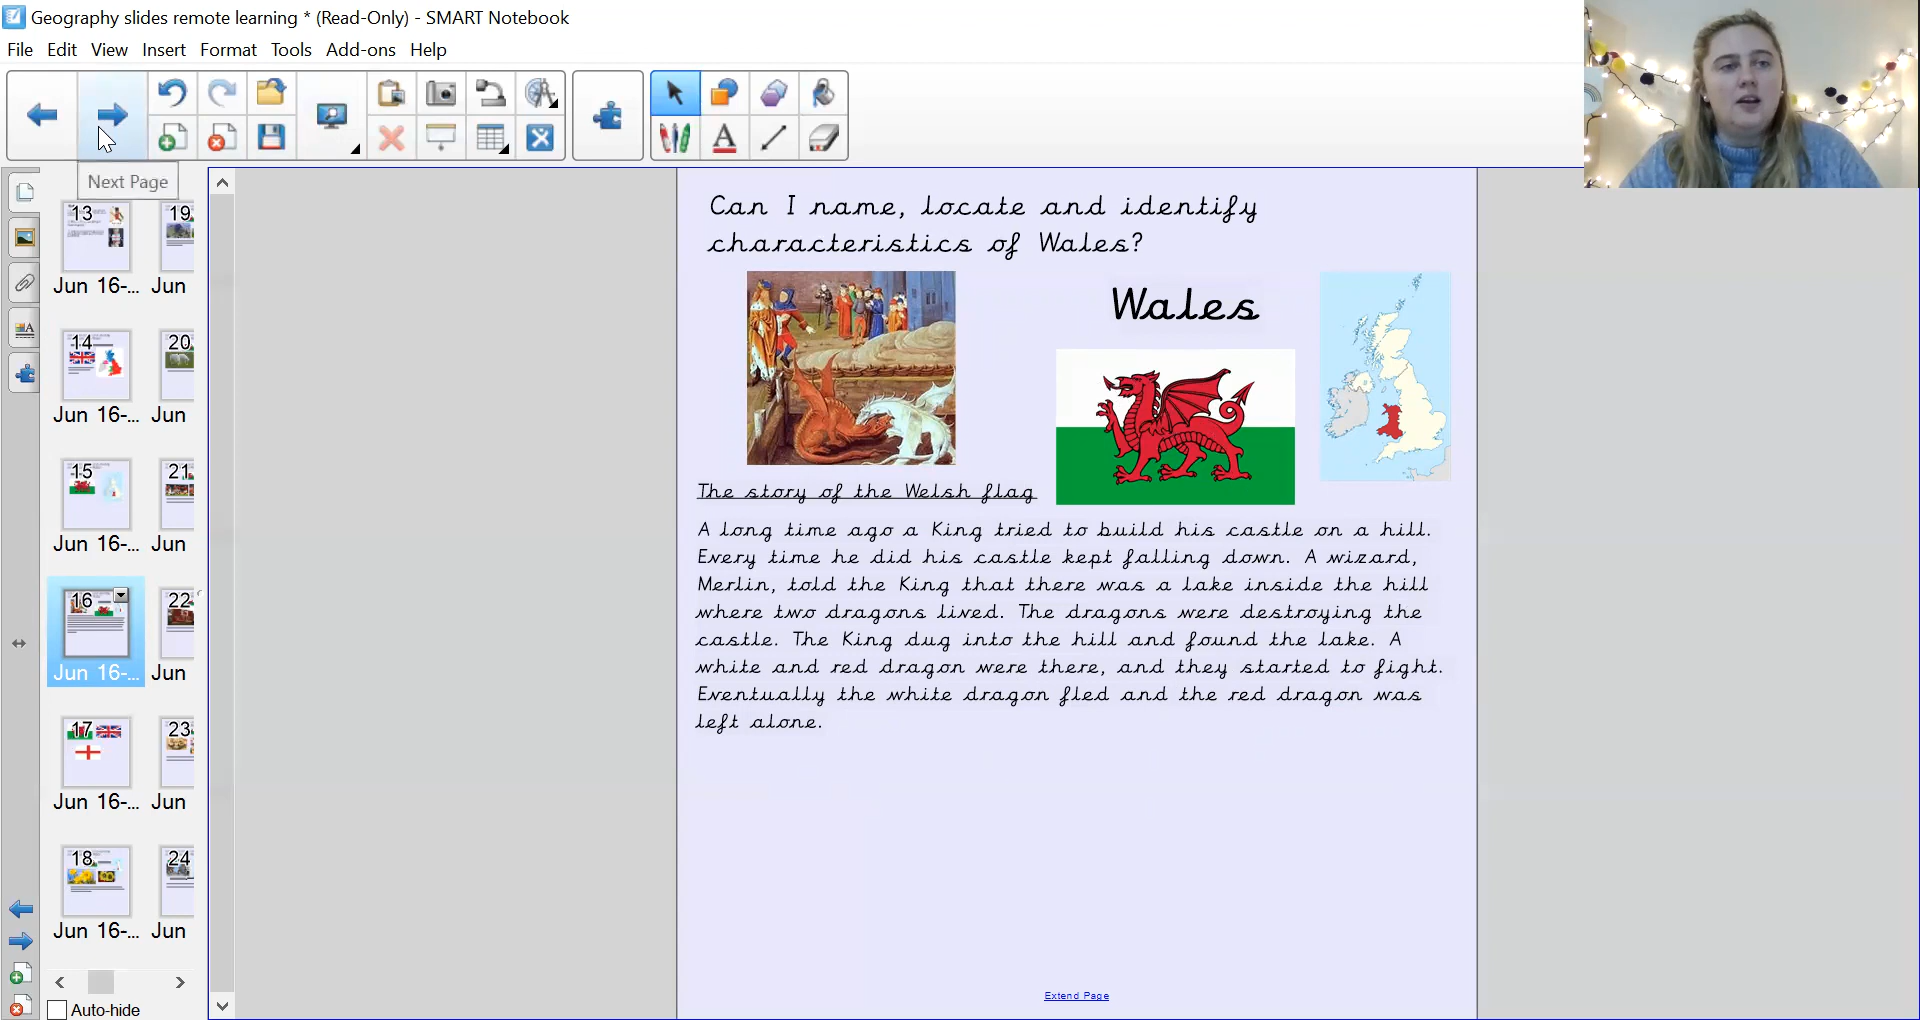 Geography slides remote learning * (Read-Only) - SMART Notebook
File Edit View Insert Format Tools Add-ons Help
Next Page
13 19
Jun 16-... Jun
14 20
Jun 16-... Jun
15 21
Jun 16-... Jun
16 22
Jun 16-... Jun
17 23
Jun 16-... Jun
18 24
Jun 16-... Jun
Auto-hide
Can I name, locate and identify
characteristics of Wales?
Wales
The story of the Welsh flag
A long time ago a King tried to build his castle on a hill.
Every time he did his castle kept falling down. A wizard,
Merlin, told the King that there was a lake inside the hill
where two dragons lived. The dragons were destroying the
castle. The King dug into the hill and found the lake. A
white and red dragon were there, and they started to fight.
Eventually the white dragon fled and the red dragon was
left alone.
Extend Page